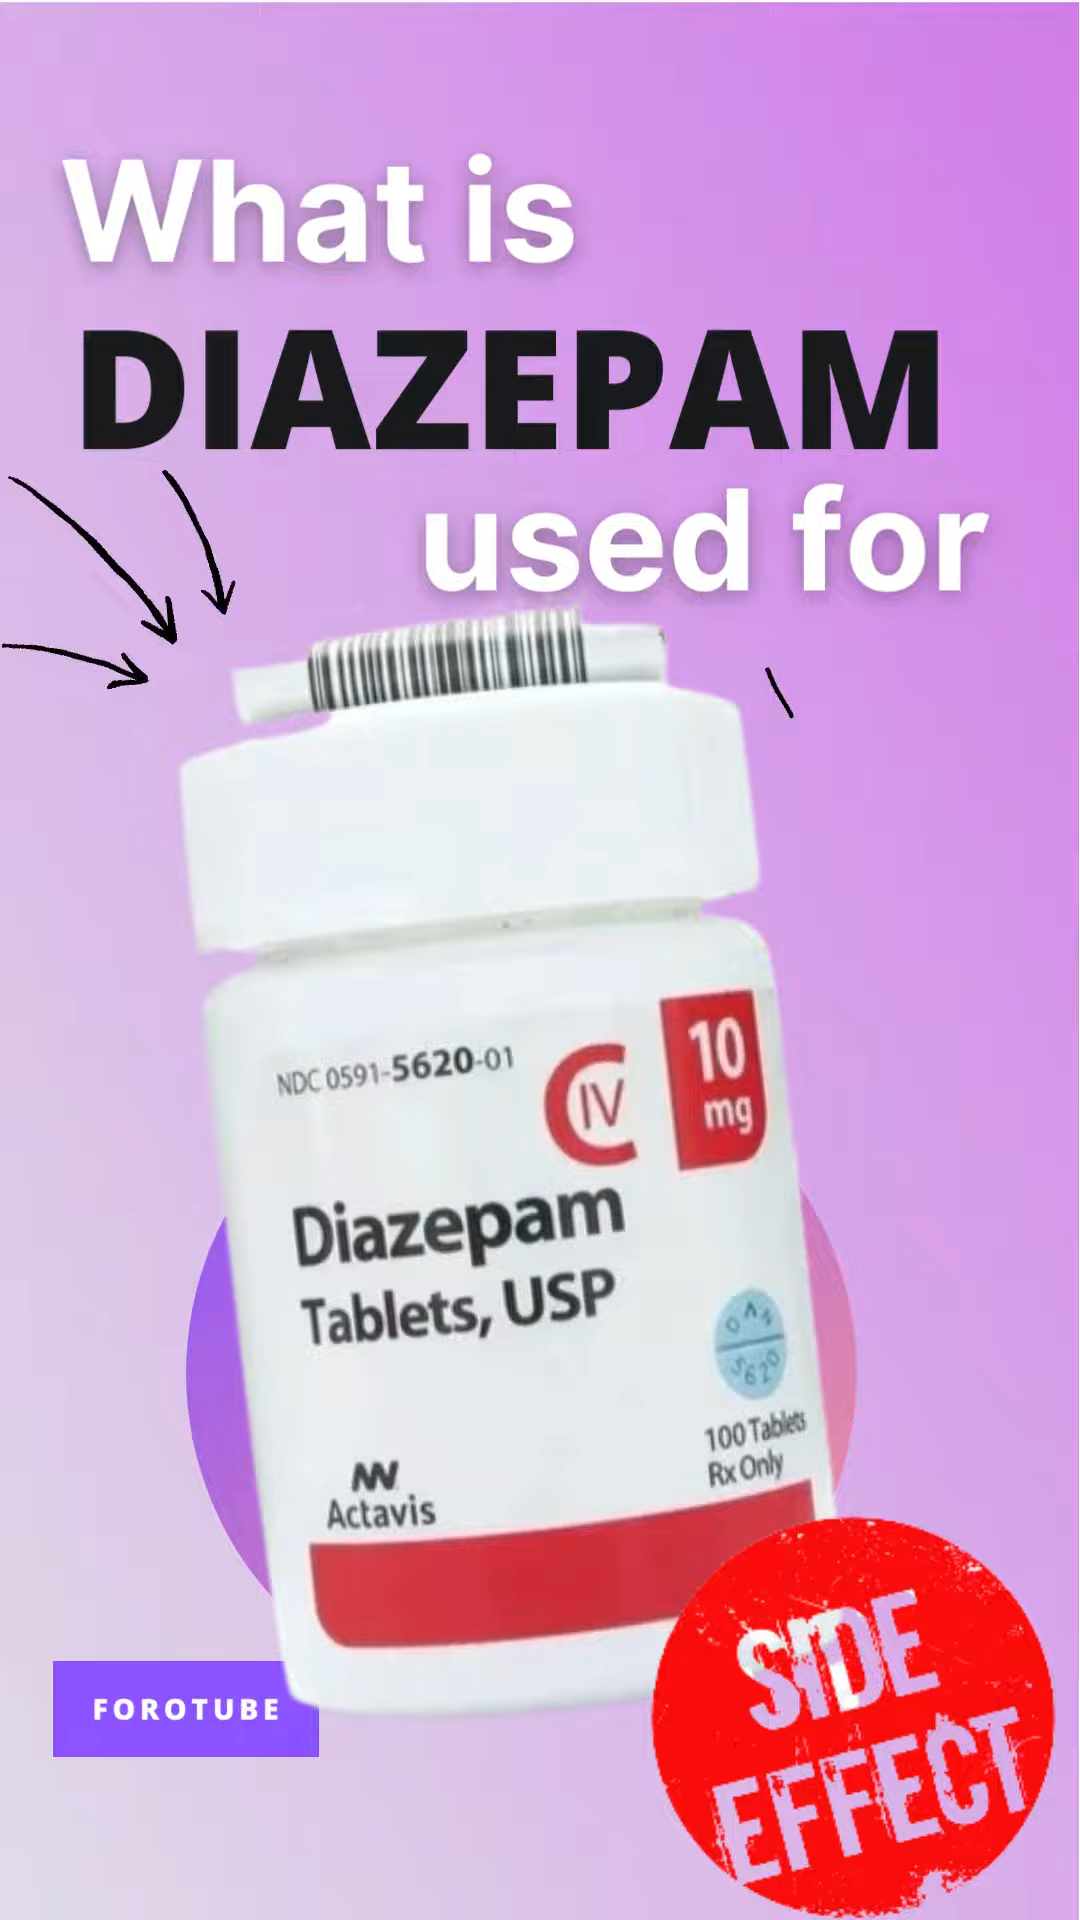 What is
DIAZEPAM
used for
NDC 0591-5620-01
CIV
10
mg
Diazepam
Tablets, USP
DAN
5620
100 Tablets
Rx Only
Actavis
FOROTUBE
SIDE
EFFECT